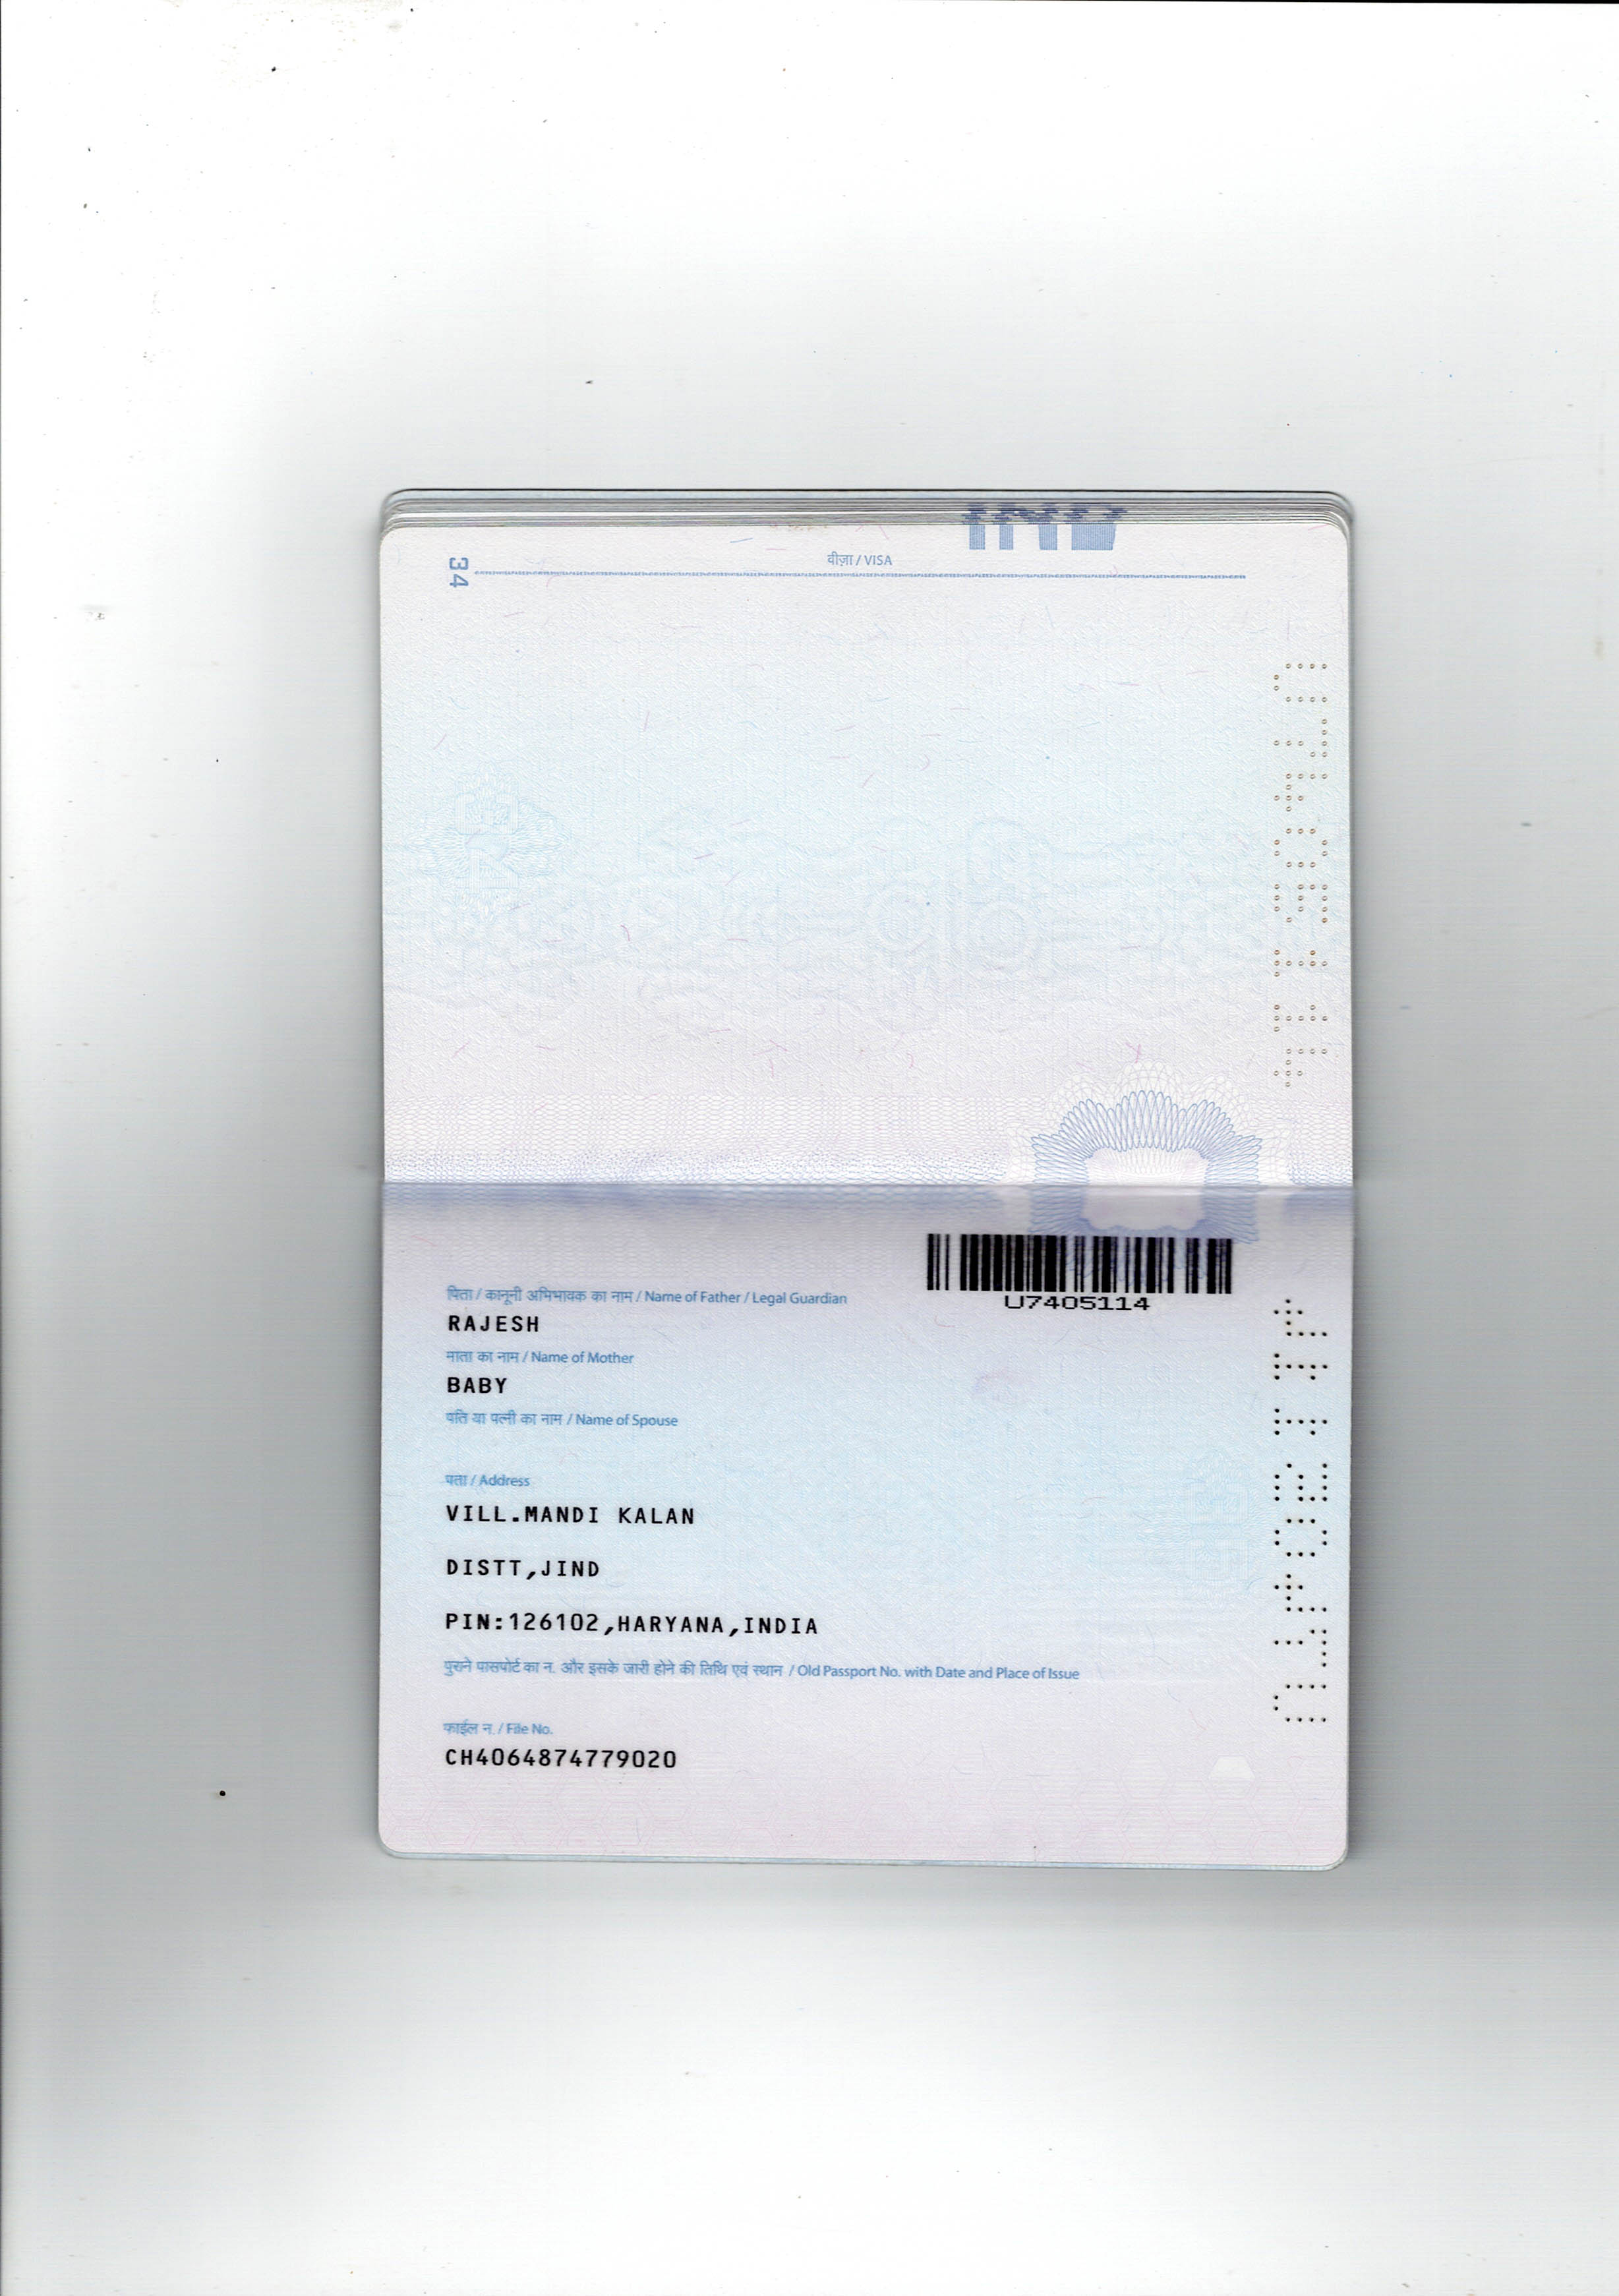 34
वीज़ा / VISA
U7405114
U7405114
पिता / कानूनी अभिभावक का नाम / Name of Father / Legal Guardian
RAJESH
माता का नाम / Name of Mother
BABY
पति या पत्नी का नाम / Name of Spouse
पता / Address
VILL.MANDI KALAN
DISTT,JIND
PIN:126102,HARYANA,INDIA
पुराने पासपोर्ट का न. और इसके जारी होने की तिथि एवं स्थान / Old Passport No. with Date and Place of Issue
फाईल न. / File No.
CH4064874779020
U7405114